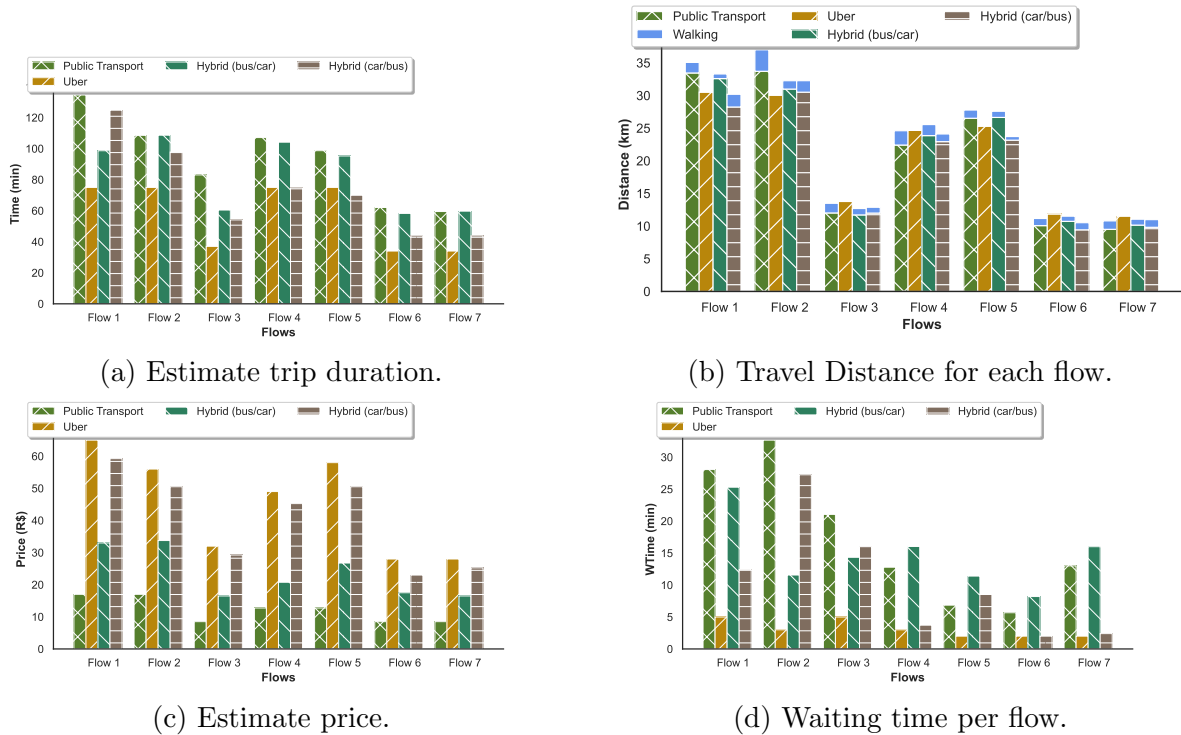 Public Transport Hybrid (bus/car) Hybrid (car/bus)
Uber
120
100
80
60
40
20
0
Time (min)
Flow 1 Flow 2 Flow 3 Flow 4 Flow 5 Flow 6 Flow 7
Flows
(a) Estimate trip duration.
Public Transport Uber Hybrid (car/bus)
Walking Hybrid (bus/car)
35
30
25
20
15
10
5
0
Distance (km)
Flow 1 Flow 2 Flow 3 Flow 4 Flow 5 Flow 6 Flow 7
Flows
(b) Travel Distance for each flow.
Public Transport Hybrid (bus/car) Hybrid (car/bus)
Uber
60
50
40
30
20
10
0
Price (R$)
Flow 1 Flow 2 Flow 3 Flow 4 Flow 5 Flow 6 Flow 7
Flows
(c) Estimate price.
Public Transport Hybrid (bus/car) Hybrid (car/bus)
Uber
30
25
20
15
10
5
0
WTime (min)
Flow 1 Flow 2 Flow 3 Flow 4 Flow 5 Flow 6 Flow 7
Flows
(d) Waiting time per flow.